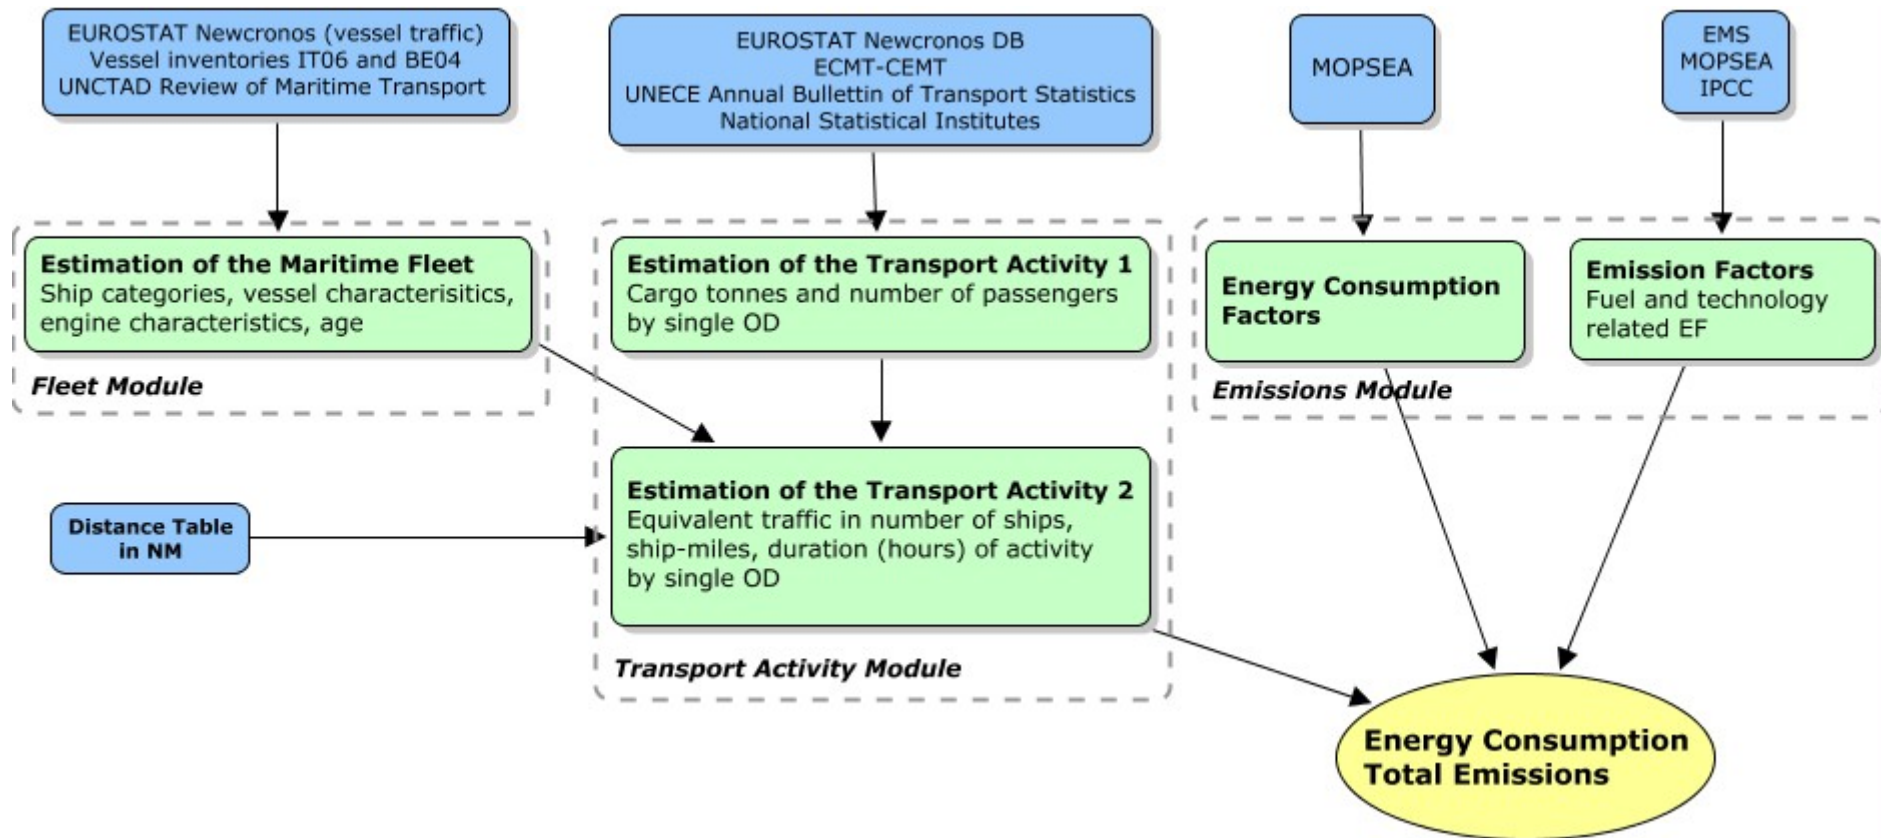 EUROSTAT Newcronos (vessel traffic)
Vessel inventories IT06 and BE04
UNCTAD Review of Maritime Transport
EUROSTAT Newcronos DB
ECMT-CEMT
UNECE Annual Bullettin of Transport Statistics
National Statistical Institutes
MOPSEA
EMS
MOPSEA
IPCC
Estimation of the Maritime Fleet
Ship categories, vessel characterisitics,
engine characteristics, age
Fleet Module
Estimation of the Transport Activity 1
Cargo tonnes and number of passengers
by single OD
Energy Consumption
Factors
Emission Factors
Fuel and technology
related EF
Emissions Module
Distance Table
in NM
Estimation of the Transport Activity 2
Equivalent traffic in number of ships,
ship-miles, duration (hours) of activity
by single OD
Transport Activity Module
Energy Consumption
Total Emissions